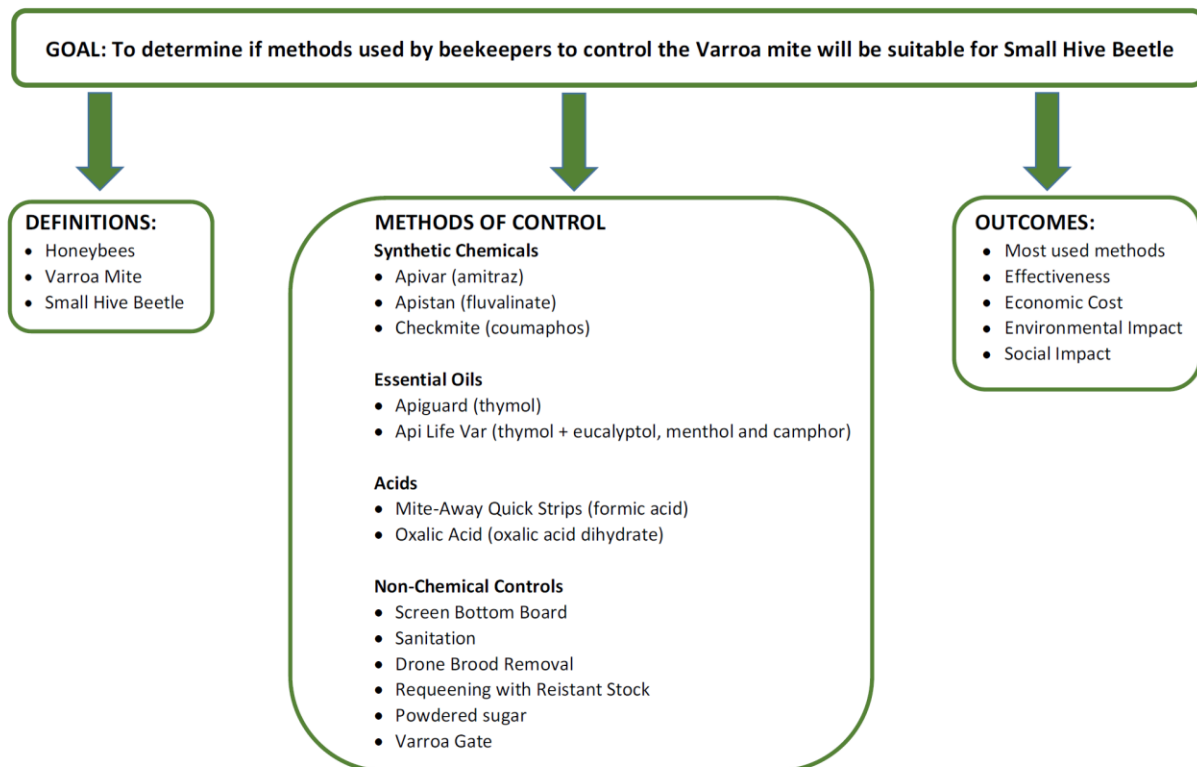 GOAL: To determine if methods used by beekeepers to control the Varroa mite will be suitable for Small Hive Beetle
DEFINITIONS:
• Honeybees
• Varroa Mite
• Small Hive Beetle
METHODS OF CONTROL
Synthetic Chemicals
• Apivar (amitraz)
• Apistan (fluvalinate)
• Checkmite (coumaphos)
Essential Oils
• Apiguard (thymol)
• Api Life Var (thymol + eucalyptol, menthol and camphor)
Acids
• Mite-Away Quick Strips (formic acid)
• Oxalic Acid (oxalic acid dihydrate)
Non-Chemical Controls
• Screen Bottom Board
• Sanitation
• Drone Brood Removal
• Requeening with Reistant Stock
• Powdered sugar
• Varroa Gate
OUTCOMES:
• Most used methods
• Effectiveness
• Economic Cost
• Environmental Impact
• Social Impact